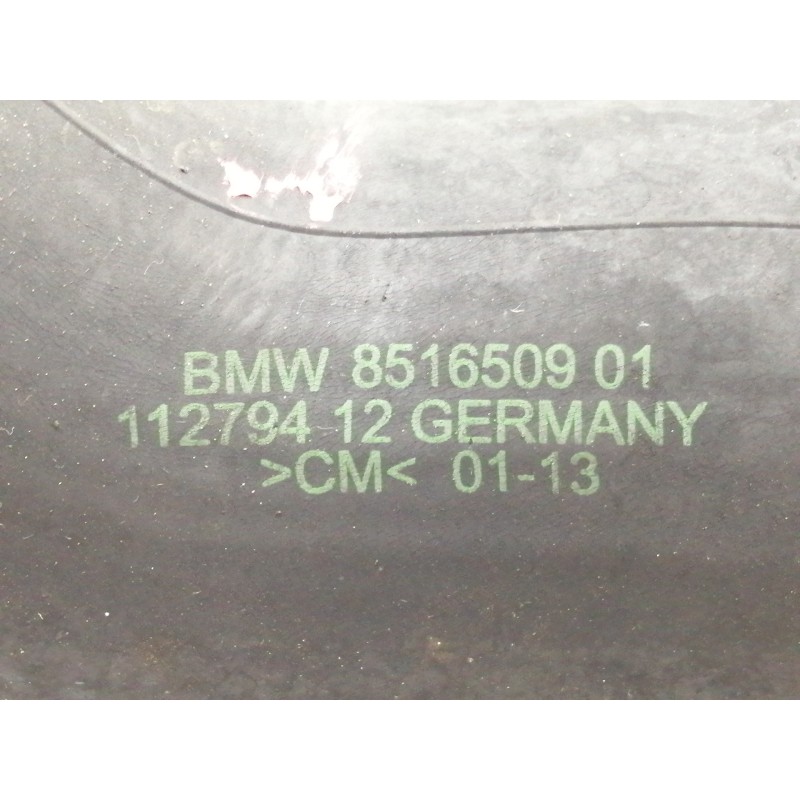 BMW 8516509 01
112794 12 GERMANY
>CM< 01-13